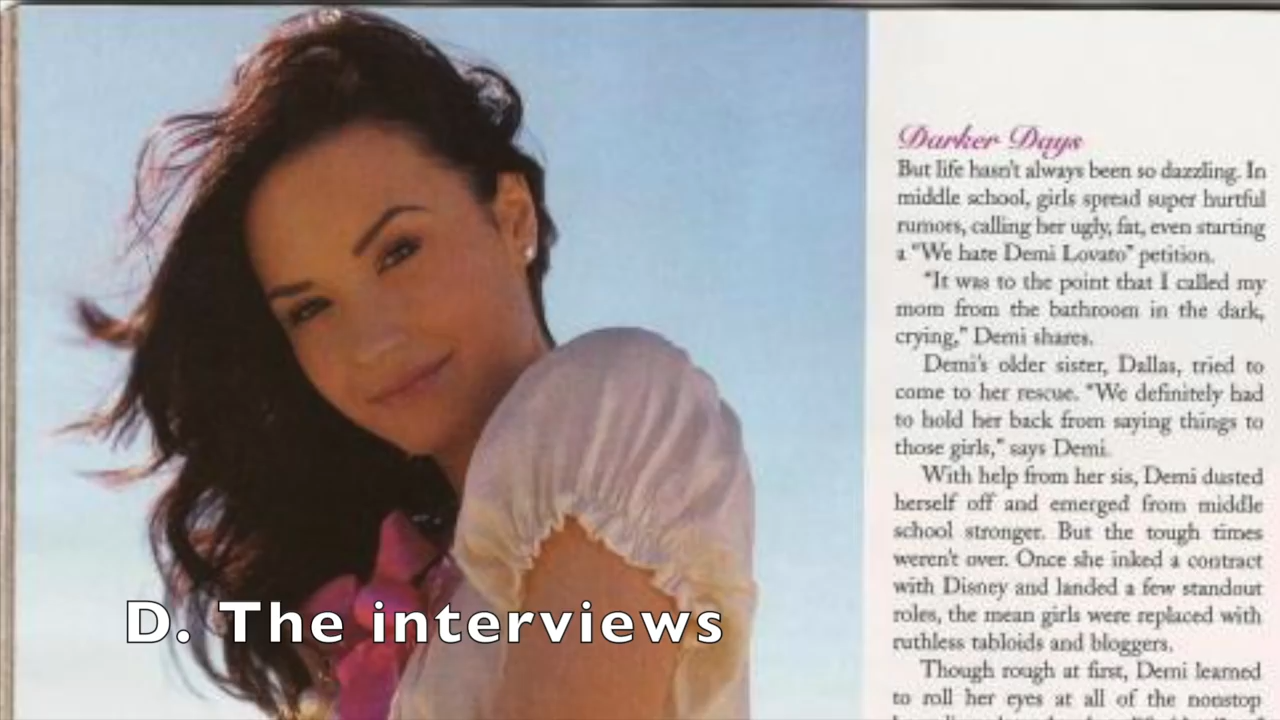 Darker Days
But life hasn't always been so dazzling. In
middle school, girls spread super hurtful
rumors, calling her ugly, fat, even starting
a "We hate Demi Lovato" petition.
"It was to the point that I called my
mom from the bathroom in the dark,
crying," Demi shares.
Demi's older sister, Dallas, tried to
come to her rescue. "We definitely had
to hold her back from saying things to
those girls," says Demi.
With help from her sis, Demi dusted
herself off and emerged from middle
school stronger. But the tough times
weren't over. Once she inked a contract
with Disney and landed a few standout
roles, the mean girls were replaced with
ruthless tabloids and bloggers.
Though rough at first, Demi learned
to roll her eyes at all of the nonstop
D. The interviews